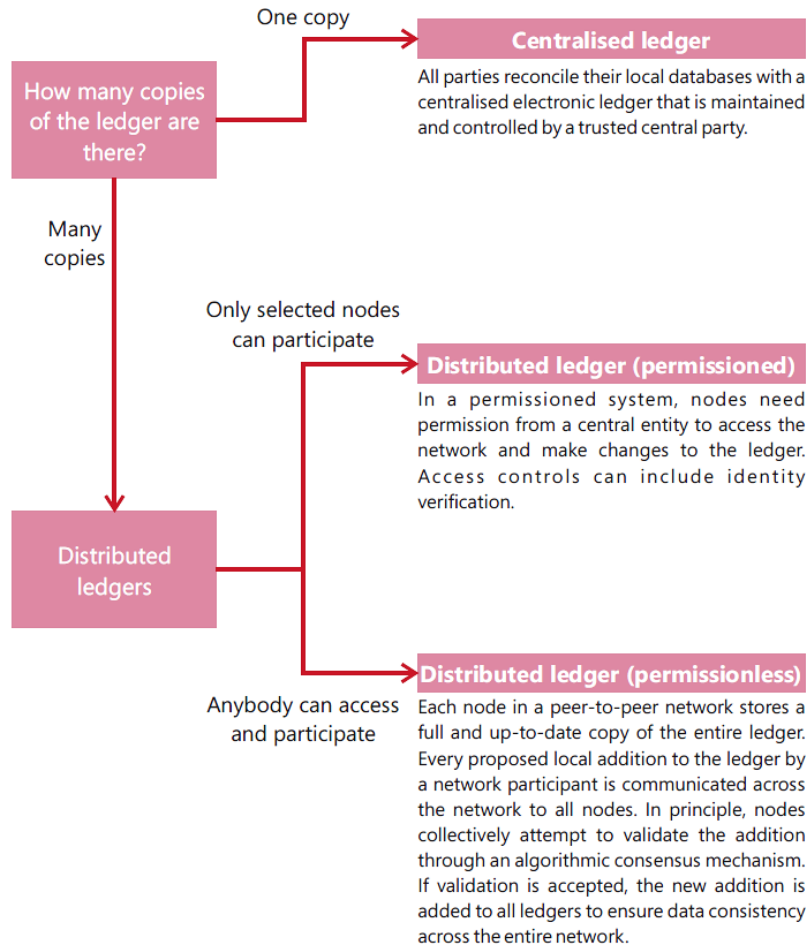 One copy
Centralised ledger
All parties reconcile their local databases with a
centralised electronic ledger that is maintained
and controlled by a trusted central party.
How many copies
of the ledger are
there?
Many
copies
Only selected nodes
can participate
Distributed ledger (permissioned)
In a permissioned system, nodes need
permission from a central entity to access the
network and make changes to the ledger.
Access controls can include identity
verification.
Distributed
ledgers
Anybody can access
and participate
Distributed ledger (permissionless)
Each node in a peer-to-peer network stores a
full and up-to-date copy of the entire ledger.
Every proposed local addition to the ledger by
a network participant is communicated across
the network to all nodes. In principle, nodes
collectively attempt to validate the addition
through an algorithmic consensus mechanism.
If validation is accepted, the new addition is
added to all ledgers to ensure data consistency
across the entire network.